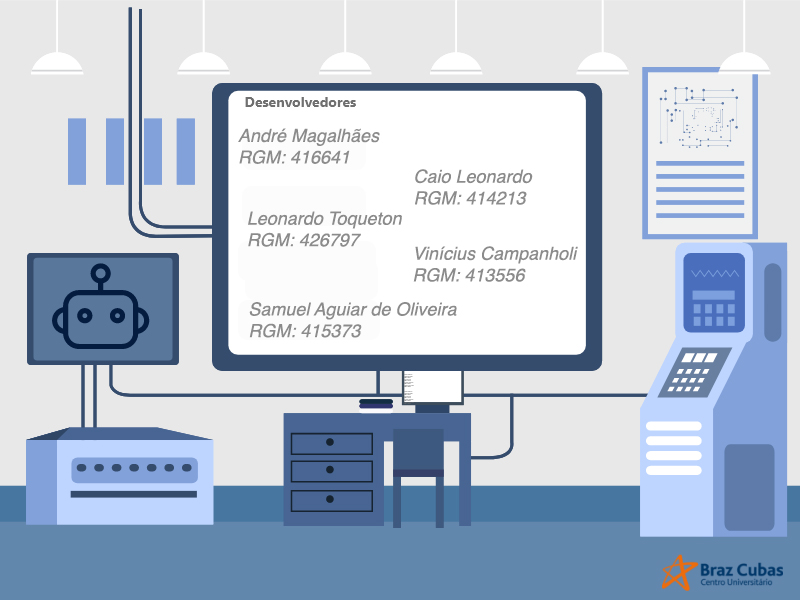 Desenvolvedores
André Magalhães
RGM: 416641
Caio Leonardo
RGM: 414213
Leonardo Toqueton
RGM: 426797
Vinícius Campanholi
RGM: 413556
Samuel Aguiar de Oliveira
RGM: 415373
Braz Cubas
Centro Universitário